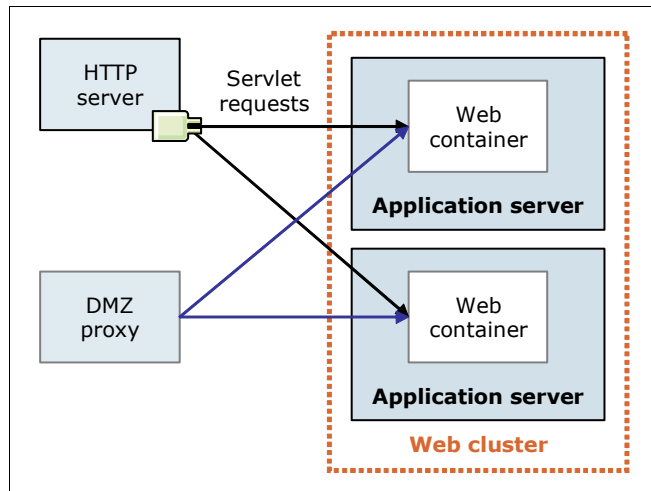 HTTP
server
Servlet
requests
Web
container
Application server
DMZ
proxy
Web
container
Application server
Web cluster